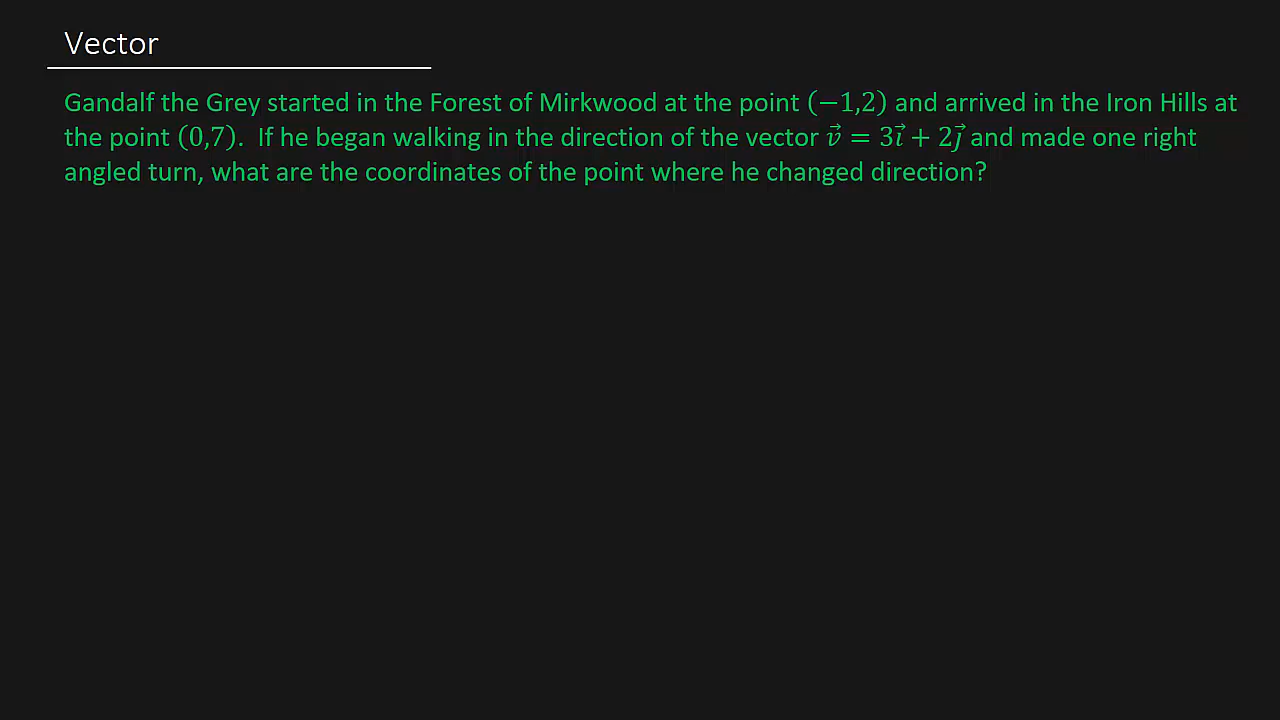 Vector
Gandalf the Grey started in the Forest of Mirkwood at the point (−1,2) and arrived in the Iron Hills at
the point (0,7). If he began walking in the direction of the vector v⃗ = 3i⃗ + 2j⃗ and made one right
angled turn, what are the coordinates of the point where he changed direction?